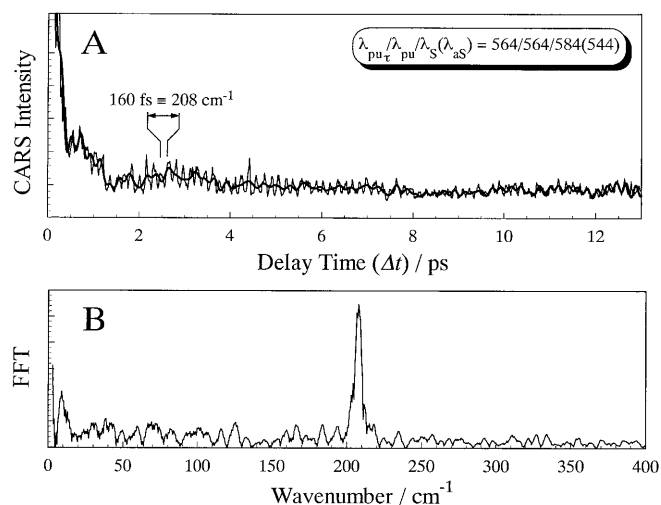 A
λpuτ/λpu/λS(λaS) = 564/564/584(544)
160 fs ≡ 208 cm-1
CARS Intensity
0 2 4 6 8 10 12
Delay Time (Δt) / ps
B
FFT
0 50 100 150 200 250 300 350 400
Wavenumber / cm-1